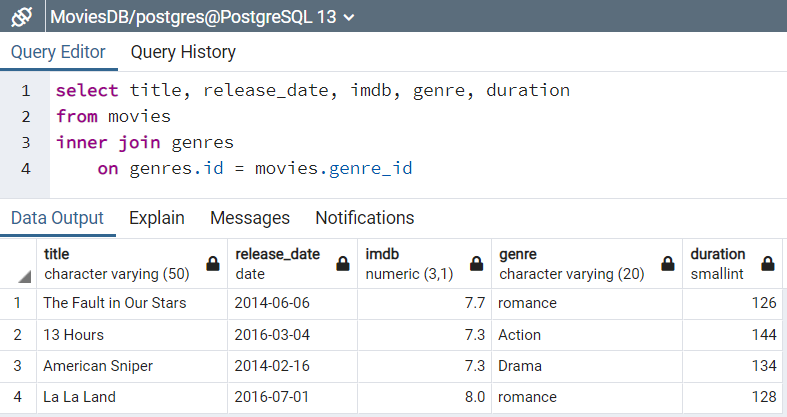 MoviesDB/postgres@PostgreSQL 13
Query Editor Query History
1 select title, release_date, imdb, genre, duration
2 from movies
3 inner join genres
4 on genres.id = movies.genre_id
Data Output Explain Messages Notifications
title release_date imdb genre duration
character varying (50) date numeric (3,1) character varying (20) smallint
1 The Fault in Our Stars 2014-06-06 7.7 romance 126
2 13 Hours 2016-03-04 7.3 Action 144
3 American Sniper 2014-02-16 7.3 Drama 134
4 La La Land 2016-07-01 8.0 romance 128